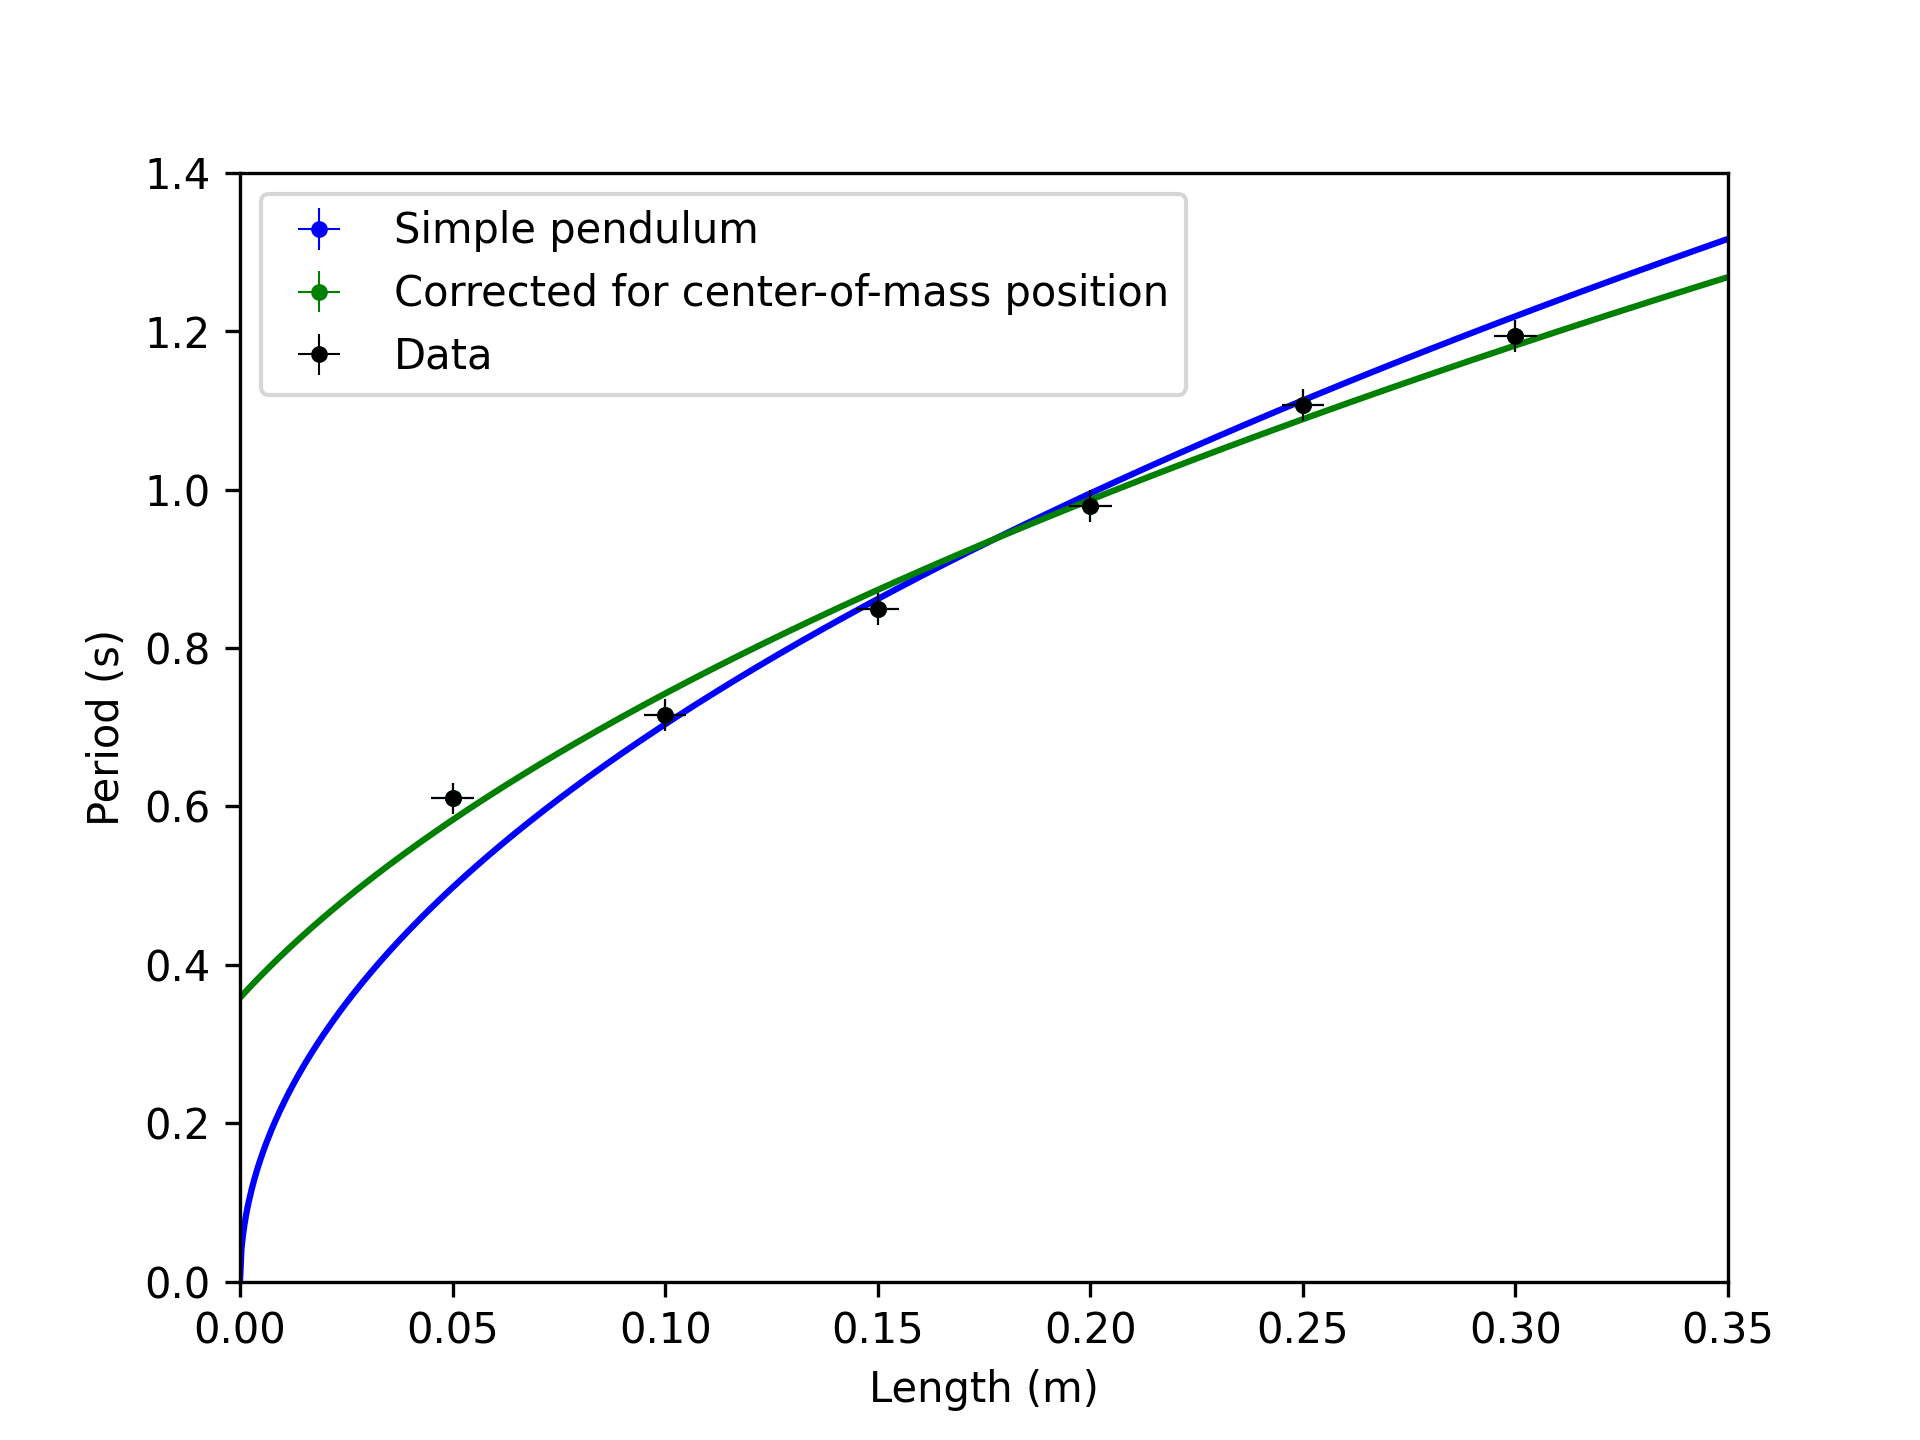 1.4
1.2
1.0
0.8
0.6
0.4
0.2
0.0
Period (s)
Simple pendulum
Corrected for center-of-mass position
Data
0.00 0.05 0.10 0.15 0.20 0.25 0.30 0.35
Length (m)